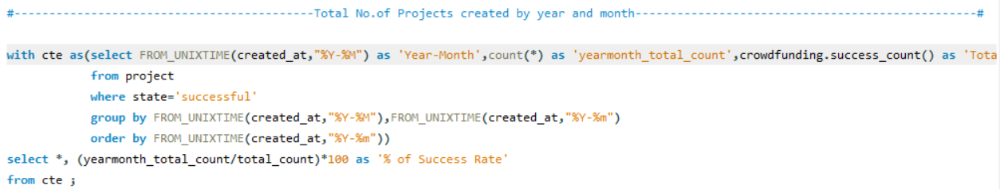 #------------------------------------------Total No.of Projects created by year and month-----------------------------------------------#
with cte as(select FROM_UNIXTIME(created_at,"%Y-%M") as 'Year-Month',count(*) as 'yearmonth_total_count',crowdfunding.success_count() as 'Tota
from project
where state='successful'
group by FROM_UNIXTIME(created_at,"%Y-%M"),FROM_UNIXTIME(created_at,"%Y-%m")
order by FROM_UNIXTIME(created_at,"%Y-%m"))
select *, (yearmonth_total_count/total_count)*100 as '% of Success Rate'
from cte ;